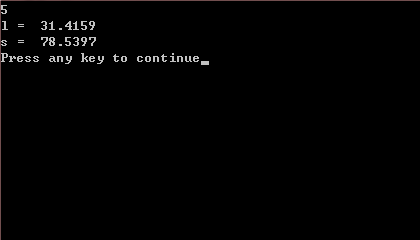 5
l =  31.4159
s =  78.5397
Press any key to continue